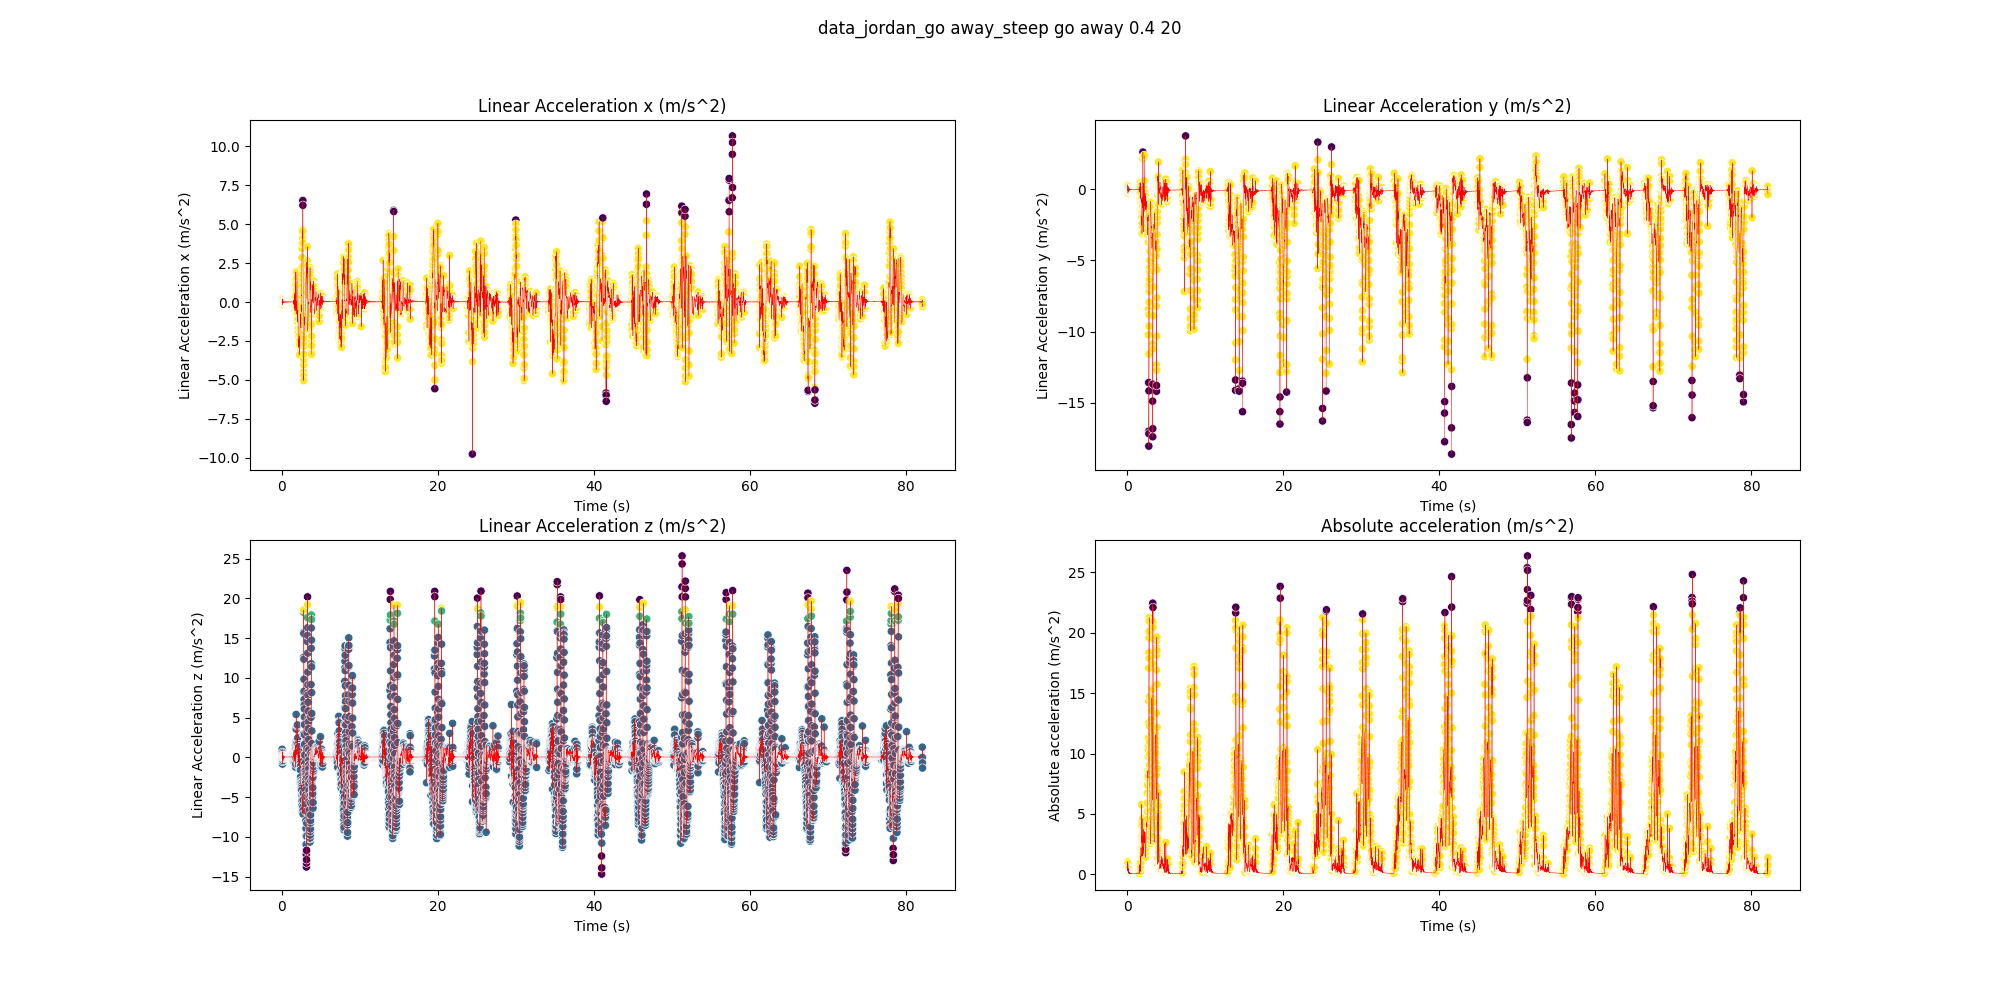 data_jordan_go away_steep go away 0.4 20
Linear Acceleration x (m/s^2)
Linear Acceleration x (m/s^2)
10.0
7.5
5.0
2.5
0.0
−2.5
−5.0
−7.5
−10.0
0 20 40 60 80
Time (s)
Linear Acceleration y (m/s^2)
Linear Acceleration y (m/s^2)
0
−5
−10
−15
0 20 40 60 80
Time (s)
Linear Acceleration z (m/s^2)
Linear Acceleration z (m/s^2)
25
20
15
10
5
0
−5
−10
−15
0 20 40 60 80
Time (s)
Absolute acceleration (m/s^2)
Absolute acceleration (m/s^2)
25
20
15
10
5
0
0 20 40 60 80
Time (s)